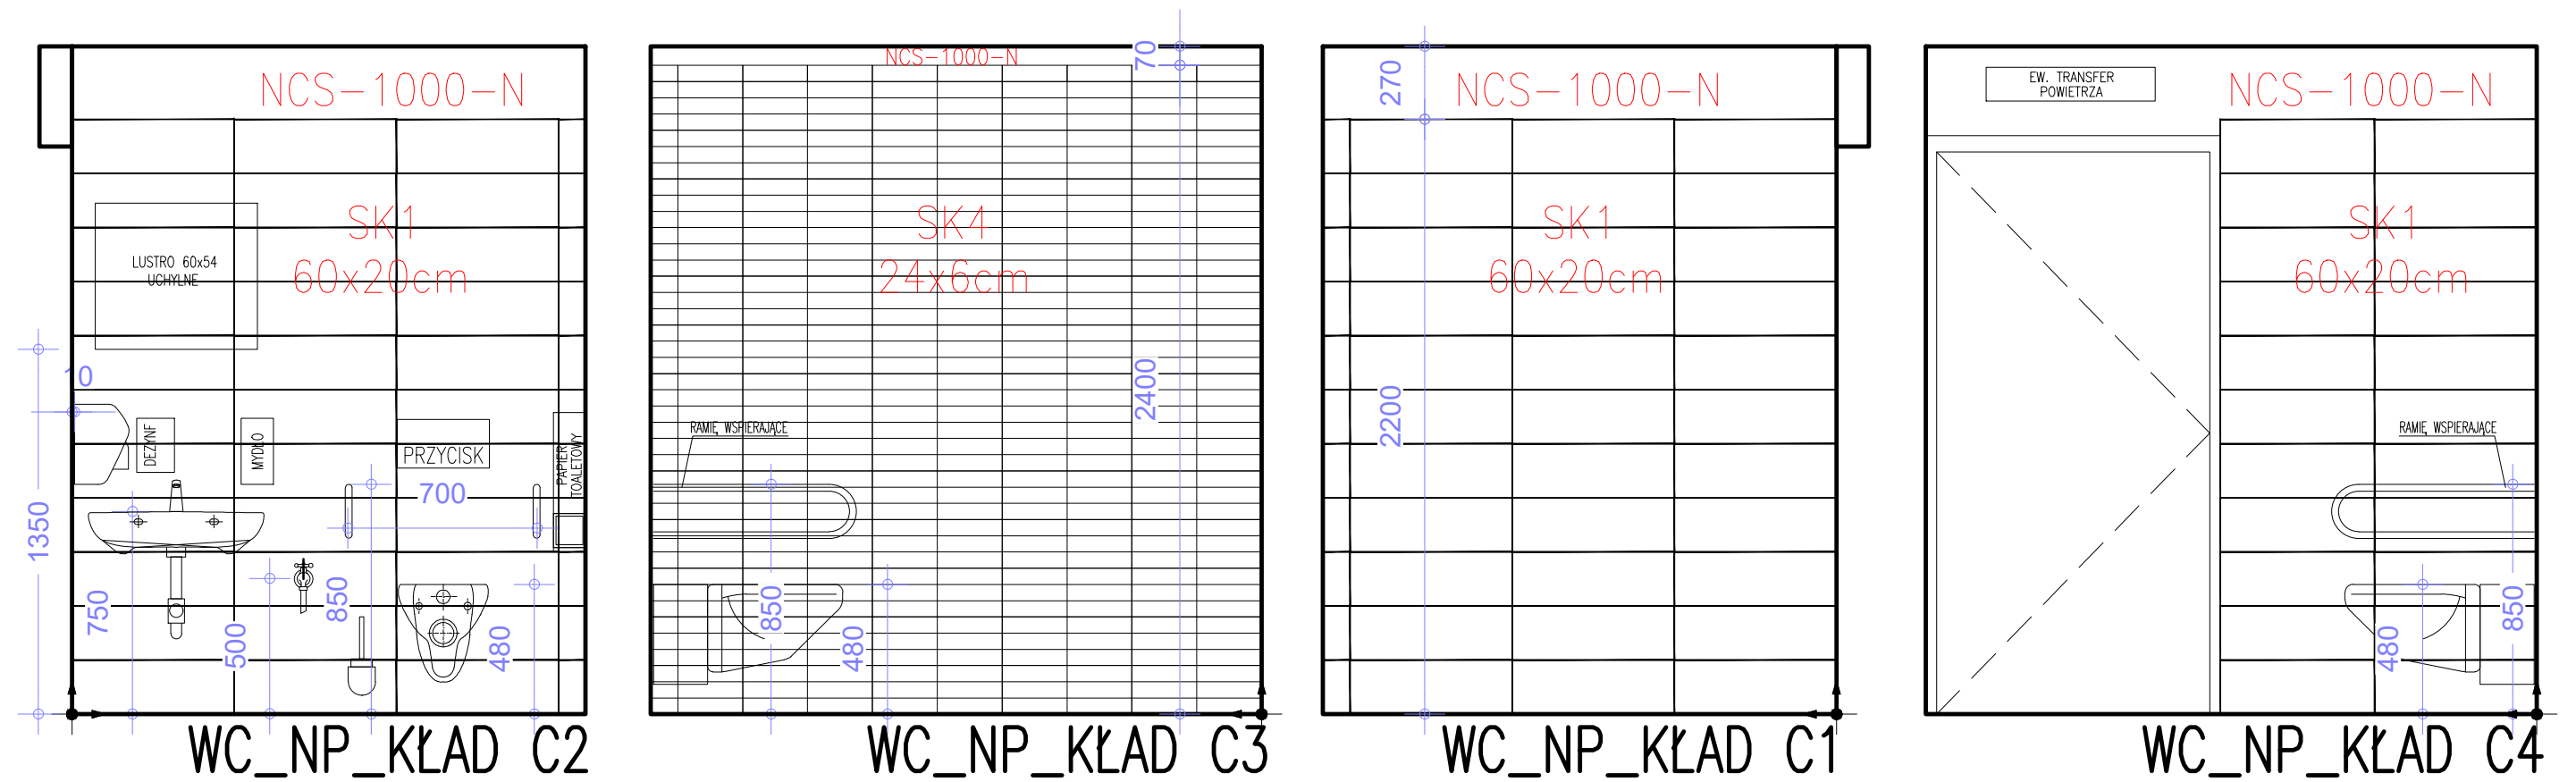 NCS-1000-N
SK1
60x20cm
LUSTRO 60x54
UCHYLNE
10
DEZYNF
MYDŁO
PRZYCISK
PAPIER
TOALETOWY
700
1350
750
500
850
480
WC_NP_KŁAD C2
NCS-1000-N
70
SK4
24x6cm
2400
RAMIĘ WSPIERAJĄCE
850
480
WC_NP_KŁAD C3
270
NCS-1000-N
SK1
60x20cm
2200
WC_NP_KŁAD C1
EW. TRANSFER
POWIETRZA
NCS-1000-N
SK1
60x20cm
RAMIĘ WSPIERAJĄCE
850
480
WC_NP_KŁAD C4